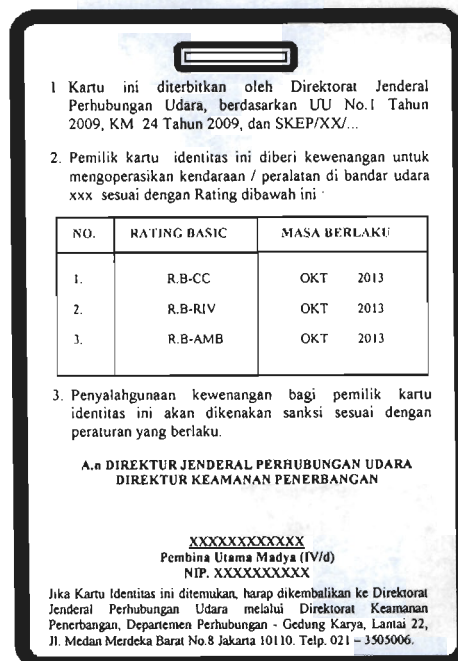 1 Kartu ini diterbitkan oleh Direktorat Jenderal
Perhubungan Udara, berdasarkan UU No.1 Tahun
2009, KM 24 Tahun 2009, dan SKEP/XX/...
2. Pemilik kartu identitas ini diberi kewenangan untuk
mengoperasikan kendaraan / peralatan di bandar udara
xxx sesuai dengan Rating dibawah ini :
NO. RATING BASIC MASA BERLAKU
1. R.B-CC OKT 2013
2. R.B-RIV OKT 2013
3. R.B-AMB OKT 2013
3. Penyalahgunaan kewenangan bagi pemilik kartu
identitas ini akan dikenakan sanksi sesuai dengan
peraturan yang berlaku.
A.n DIREKTUR JENDERAL PERHUBUNGAN UDARA
DIREKTUR KEAMANAN PENERBANGAN
XXXXXXXXXXXX
Pembina Utama Madya (IV/d)
NIP. XXXXXXXXXX
Jika Kartu Identitas ini ditemukan, harap dikembalikan ke Direktorat
Jenderal Perhubungan Udara melalui Direktorat Keamanan
Penerbangan, Departemen Perhubungan - Gedung Karya, Lantai 22,
Jl. Medan Merdeka Barat No.8 Jakarta 10110. Telp. 021 – 3505006.